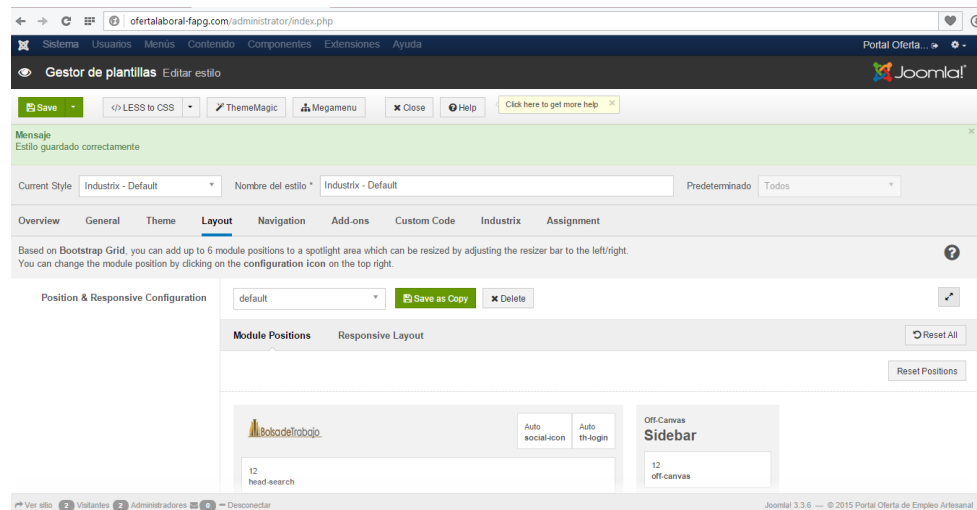 ofertalaboral-fapg.com/administrator/index.php
Sistema Usuarios Menús Contenido Componentes Extensiones Ayuda
Portal Oferta...
Gestor de plantillas Editar estilo
Joomla!
Save
</> LESS to CSS
ThemeMagic
Megamenu
Close
Help
Click here to get more help
Mensaje
Estilo guardado correctamente
Current Style
Industrix - Default
Nombre del estilo *
Industrix - Default
Predeterminado
Todos
Overview General Theme Layout Navigation Add-ons Custom Code Industrix Assignment
Based on Bootstrap Grid, you can add up to 6 module positions to a spotlight area which can be resized by adjusting the resizer bar to the left/right.
You can change the module position by clicking on the configuration icon on the top right.
Position & Responsive Configuration
default
Save as Copy
Delete
Module Positions
Responsive Layout
Reset All
Reset Positions
BolsadeTrabajo
Auto
social-icon
Auto
th-login
12
head-search
Off-Canvas
Sidebar
12
off-canvas
Ver sitio 2 Visitantes 2 Administradores 0 Desconectar
Joomla! 3.3.6 — © 2015 Portal Oferta de Empleo Artesanal